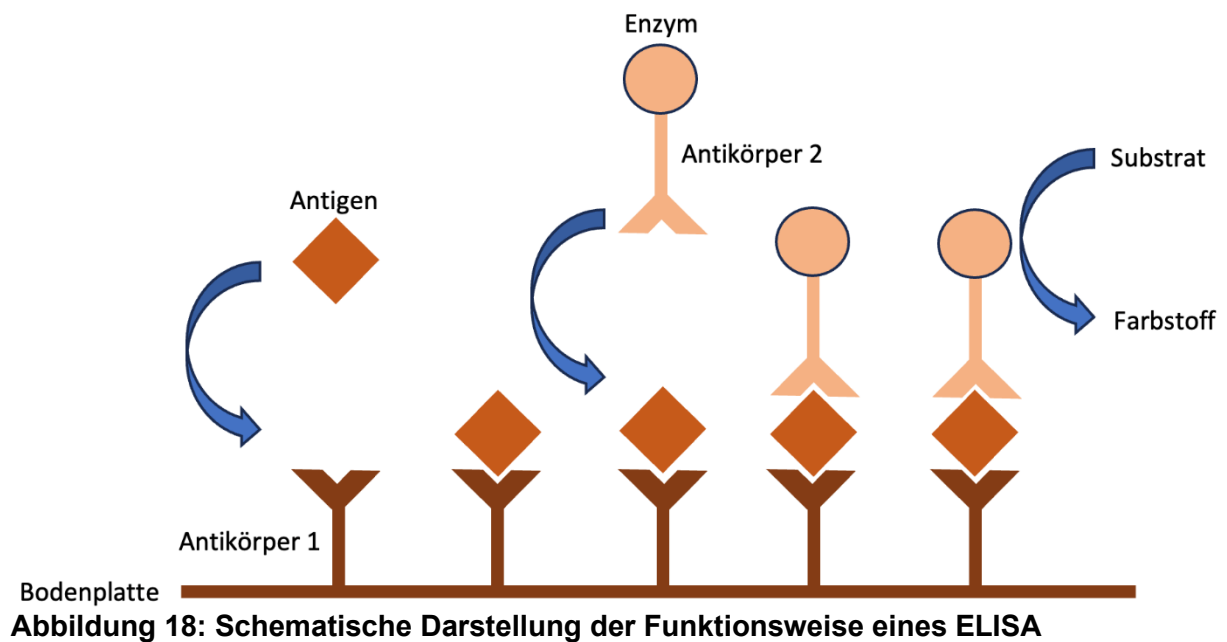 Enzym
Antikörper 2
Substrat
Antigen
Farbstoff
Antikörper 1
Bodenplatte
Abbildung 18: Schematische Darstellung der Funktionsweise eines ELISA